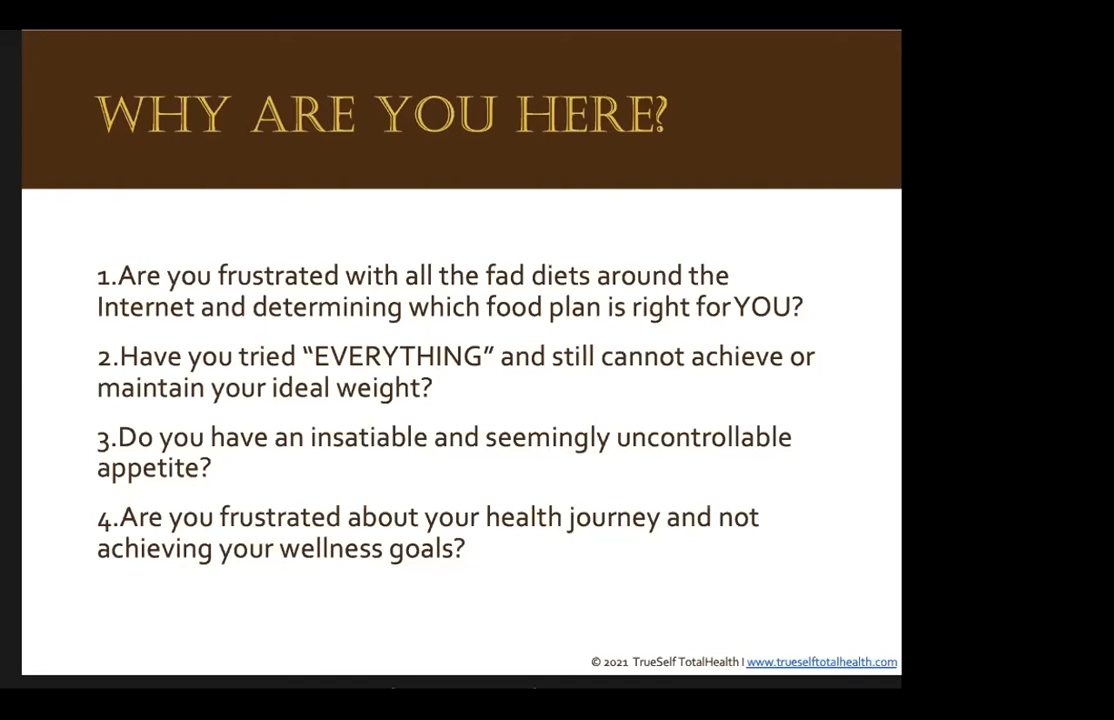 WHY ARE YOU HERE?
1.Are you frustrated with all the fad diets around the
Internet and determining which food plan is right for YOU?
2.Have you tried “EVERYTHING” and still cannot achieve or
maintain your ideal weight?
3.Do you have an insatiable and seemingly uncontrollable
appetite?
4.Are you frustrated about your health journey and not
achieving your wellness goals?
© 2021 TrueSelf TotalHealth I www.trueselftotalhealth.com